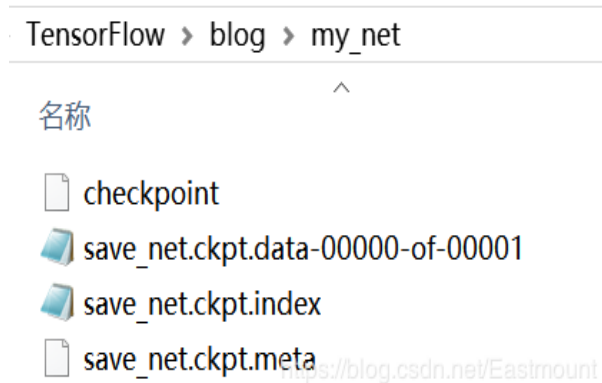 TensorFlow > blog > my_net
名称
checkpoint
save_net.ckpt.data-00000-of-00001
save_net.ckpt.index
save_net.ckpt.meta
https://blog.csdn.net/Eastmount